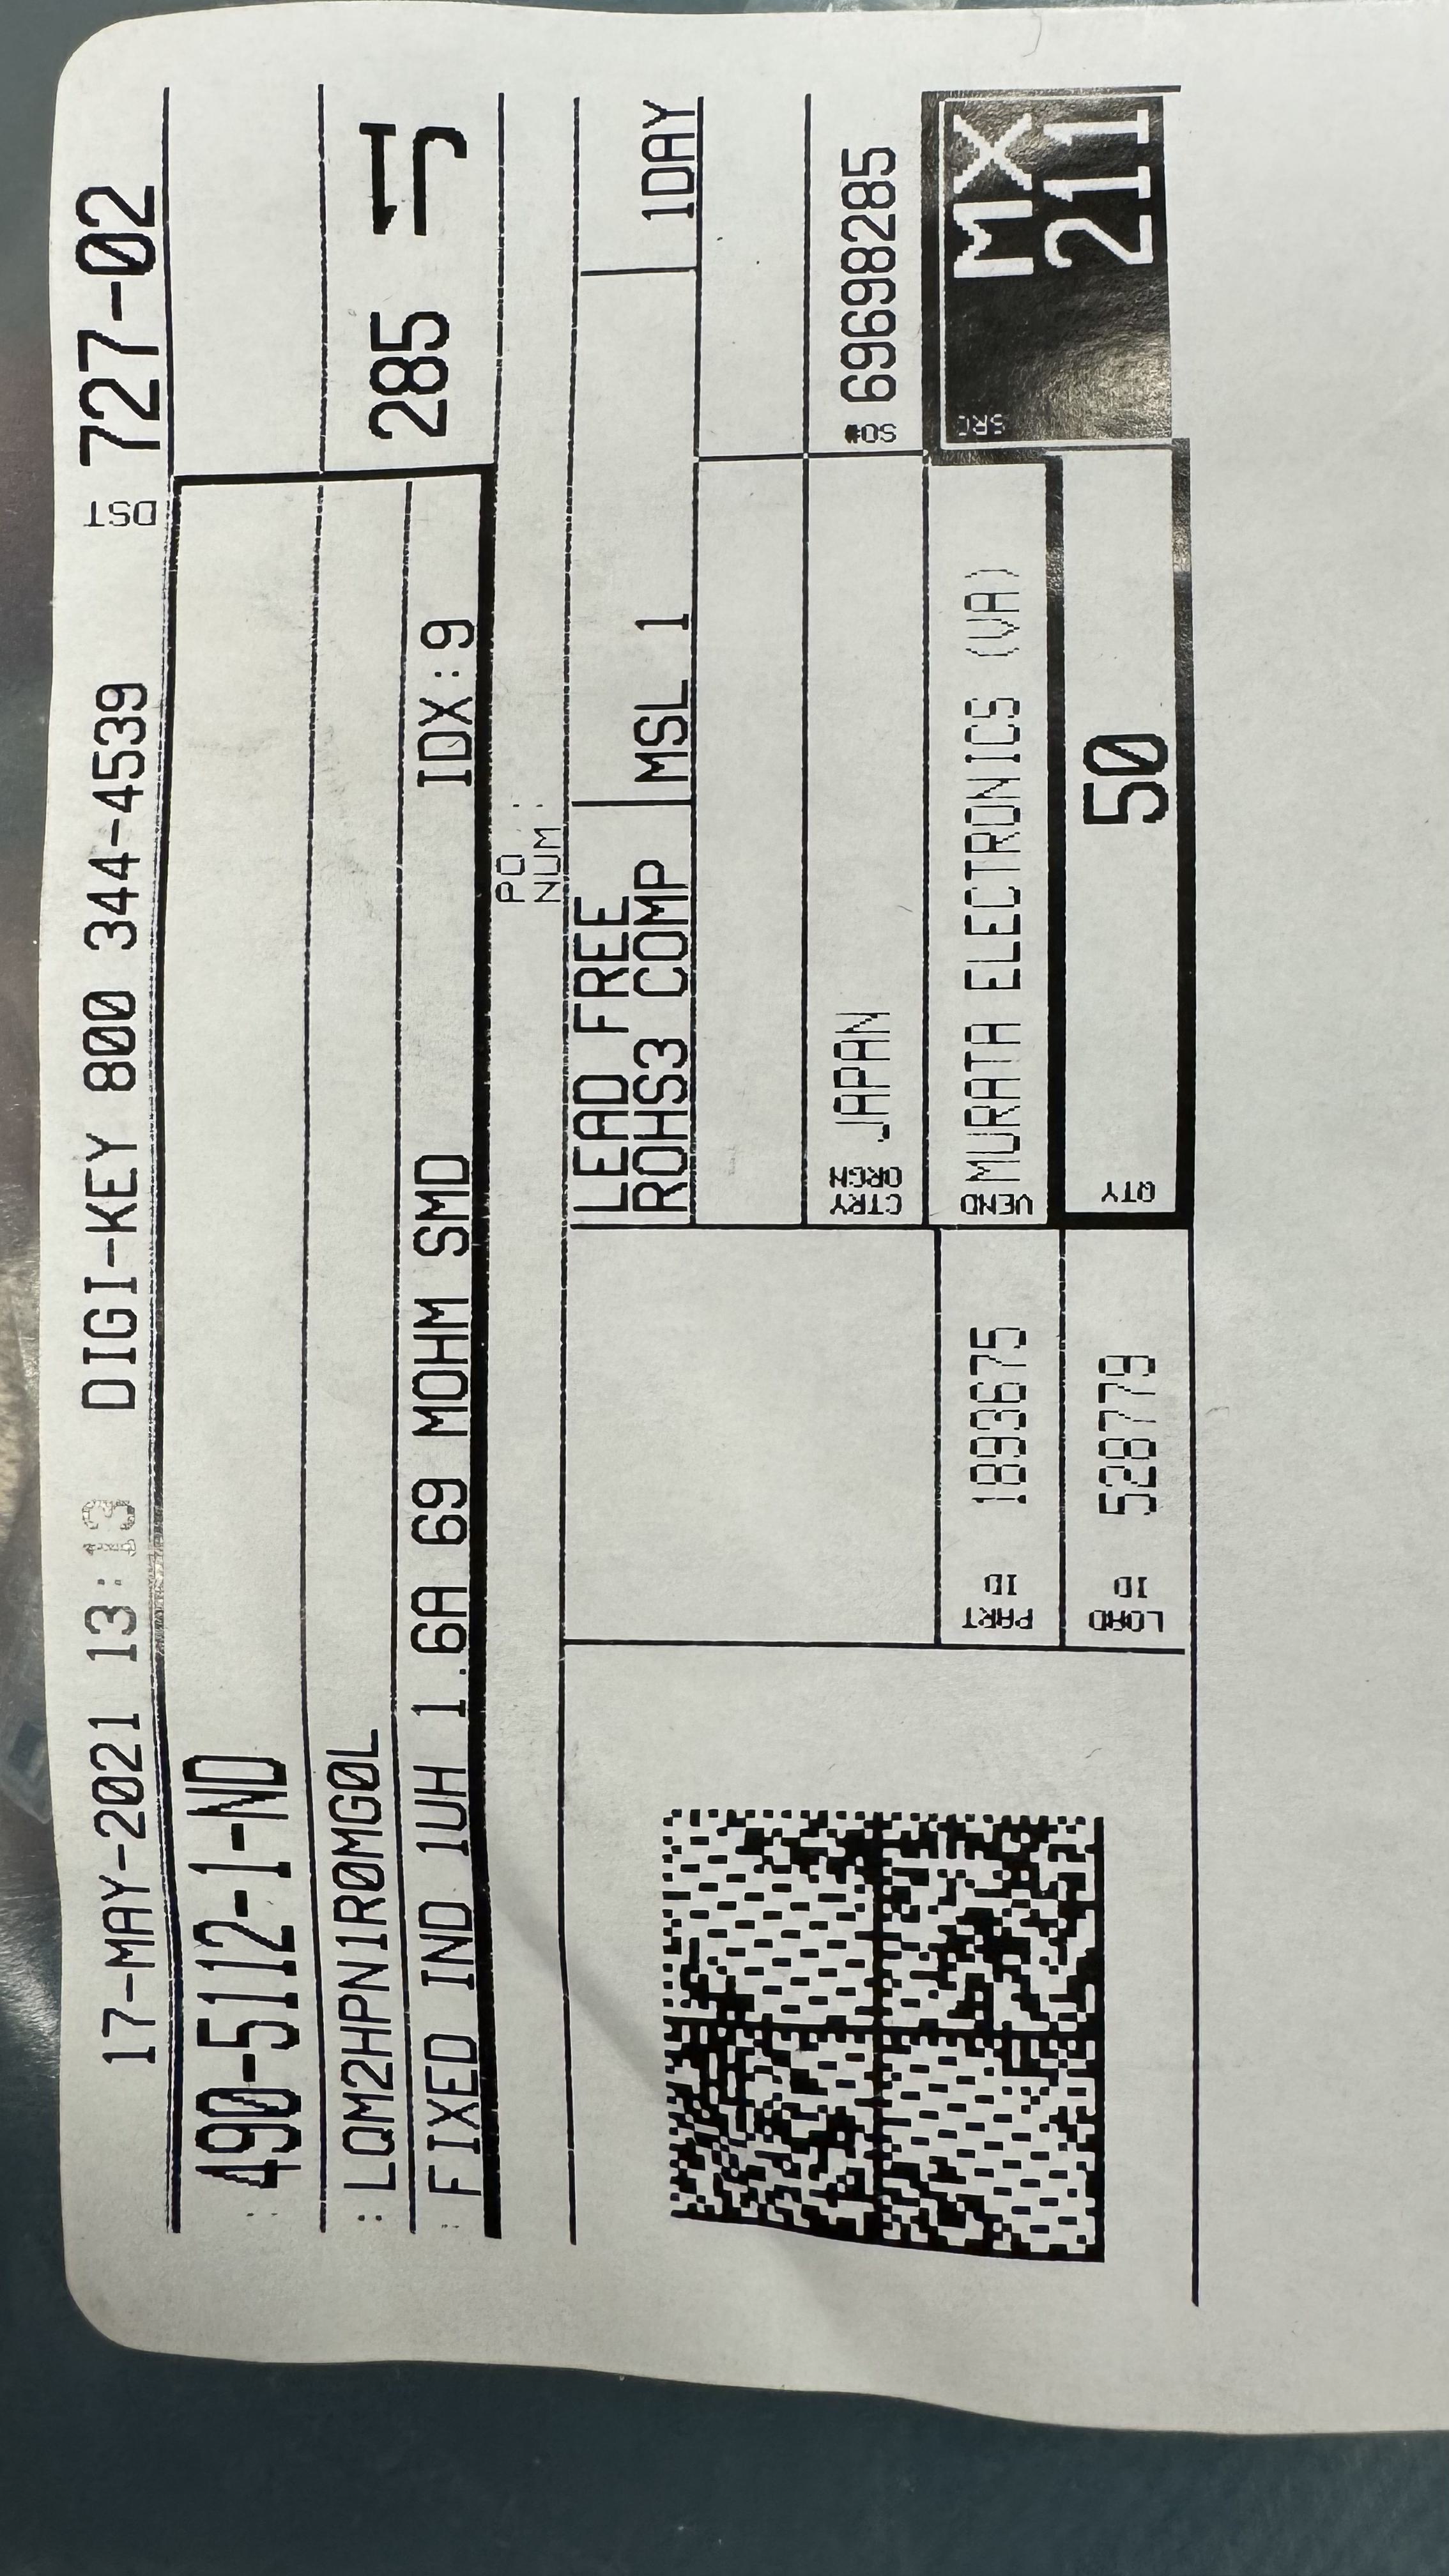 17-MAY-2021 13:13 DIGI-KEY 800 344-4539 DST 727-02
: 490-5112-1-ND
: LQM2HPN1R0MG0L
285
: FIXED IND 1UH 1.6A 69 MOHM SMD IDX:9
PO
NUM :
LEAD FREE
ROHS3 COMP
MSL 1
1DAY
CTRY
ORGN
JAPAN
SO# 69698285
PART
ID
1893675
VEND MURATA ELECTRONICS (VA)
SRC
MX
211
LOAD
ID
528779
QTY 50